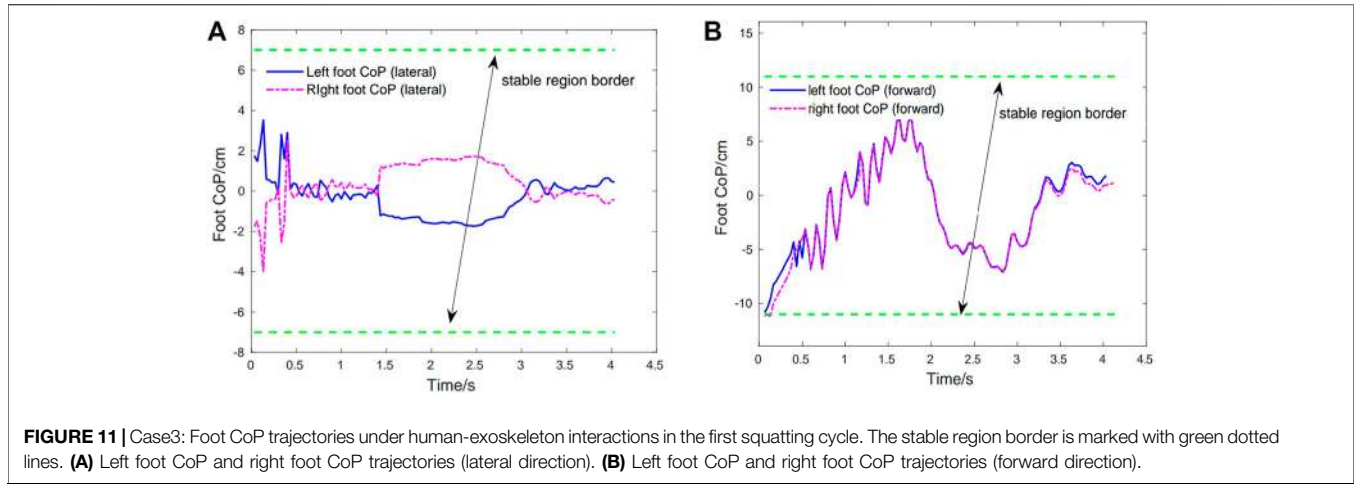 A
8
6
4
2
0
-2
-4
-6
-8
Foot CoP/cm
Left foot CoP (lateral)
RIght foot CoP (lateral)
stable region border
0 0.5 1 1.5 2 2.5 3 3.5 4 4.5
Time/s
B
15
10
5
0
-5
-10
Foot CoP/cm
left foot CoP (forward)
right foot CoP (forward)
stable region border
0 0.5 1 1.5 2 2.5 3 3.5 4 4.5
Time/s
FIGURE 11 | Case3: Foot CoP trajectories under human-exoskeleton interactions in the first squatting cycle. The stable region border is marked with green dotted
lines. (A) Left foot CoP and right foot CoP trajectories (lateral direction). (B) Left foot CoP and right foot CoP trajectories (forward direction).